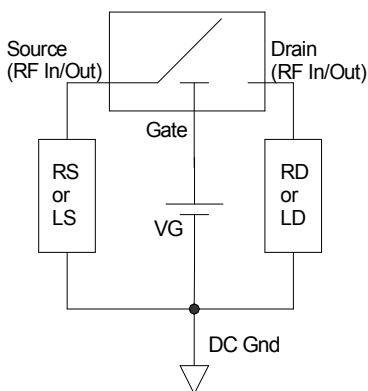 Source
(RF In/Out)
Drain
(RF In/Out)
Gate
RS
or
LS
RD
or
LD
VG
DC Gnd